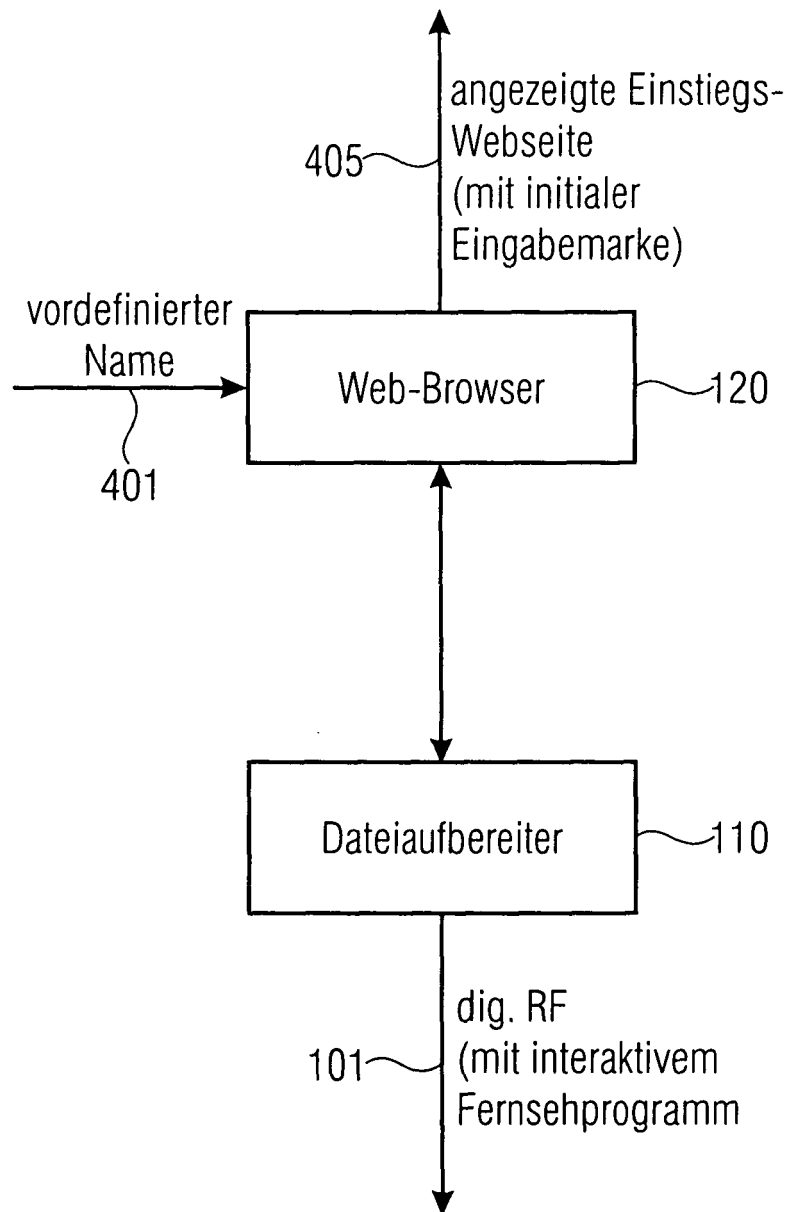 angezeigte Einstiegs-
Webseite
(mit initialer
Eingabemarke)
405
vordefinierter
Name
401
Web-Browser
120
Dateiaufbereiter
110
dig. RF
(mit interaktivem
Fernsehprogramm
101